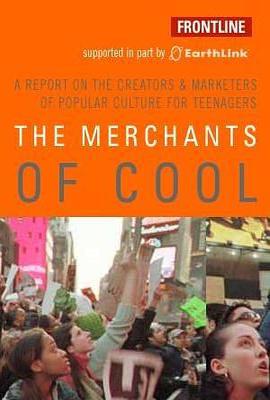 FRONTLINE
supported in part by EarthLink
A REPORT ON THE CREATORS & MARKETERS
OF POPULAR CULTURE FOR TEENAGERS
THE MERCHANTS
OF COOL